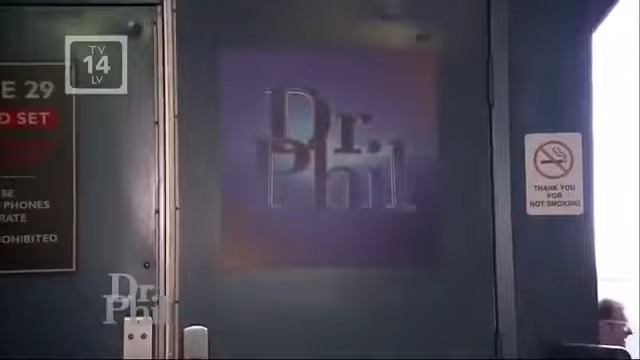 TV
14
LV
E 29
D SET
SE
PHONES
RATE
OHIBITED
Dr.
Phil
THANK YOU
FOR
NOT SMOKING
Dr.
Phil